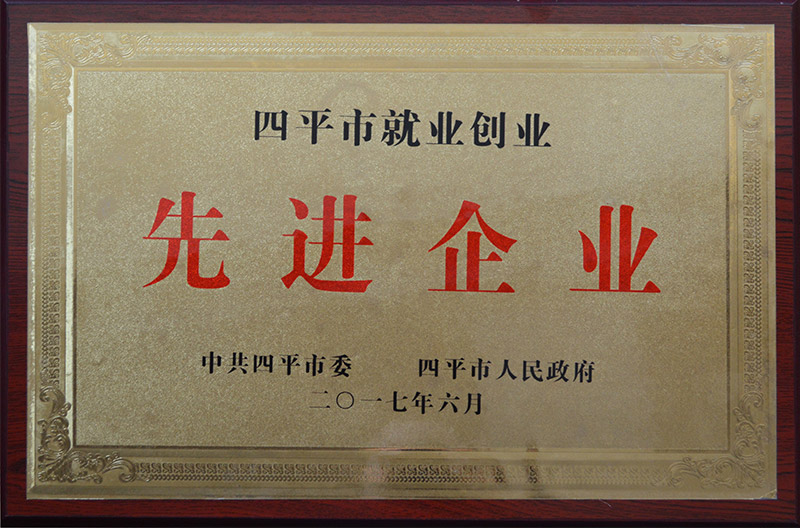 四平市就业创业
先进企业
中共四平市委 四平市人民政府
二〇一七年六月